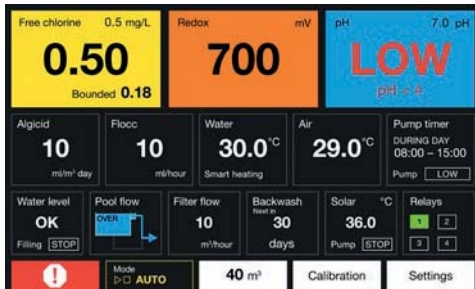 Free chlorine 0.5 mg/L
0.50
Bounded 0.18
Redox mV
700
pH 7.0 pH
LOW
pH < 4
Algicid
10
ml/m³ day
Flocc
10
ml/hour
Water
30.0°C
Smart heating
Air
29.0°C
Pump timer
DURING DAY
08:00 – 15:00
Pump LOW
Water level
OK
Filling STOP
Pool flow
OVER
Filter flow
10
m³/hour
Backwash
Next in
30
days
Solar °C
36.0
Pump STOP
Relays
1 2
3 4
!
Mode
AUTO
40 m³
Calibration
Settings